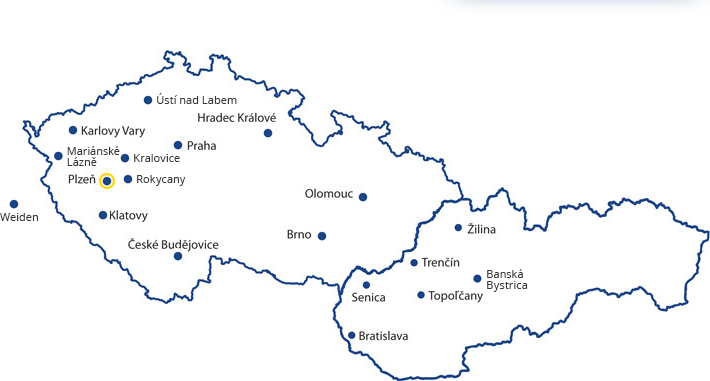 Ústí nad Labem
Hradec Králové
Karlovy Vary
Praha
Mariánské
Lázně
Kralovice
Plzeň
Rokycany
Olomouc
Weiden
Klatovy
Žilina
Brno
České Budějovice
Trenčín
Banská
Bystrica
Senica
Topoľčany
Bratislava